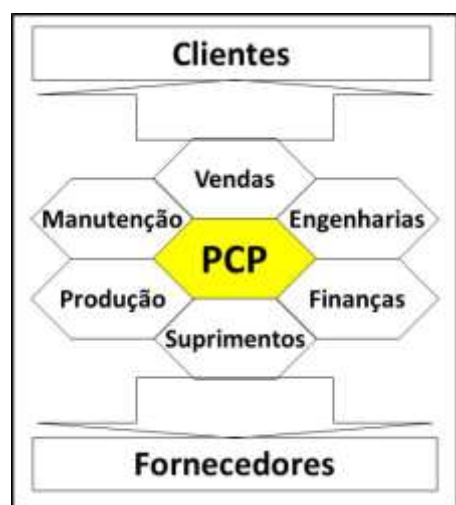 Clientes
Vendas
Manutenção
Engenharias
PCP
Produção
Finanças
Suprimentos
Fornecedores